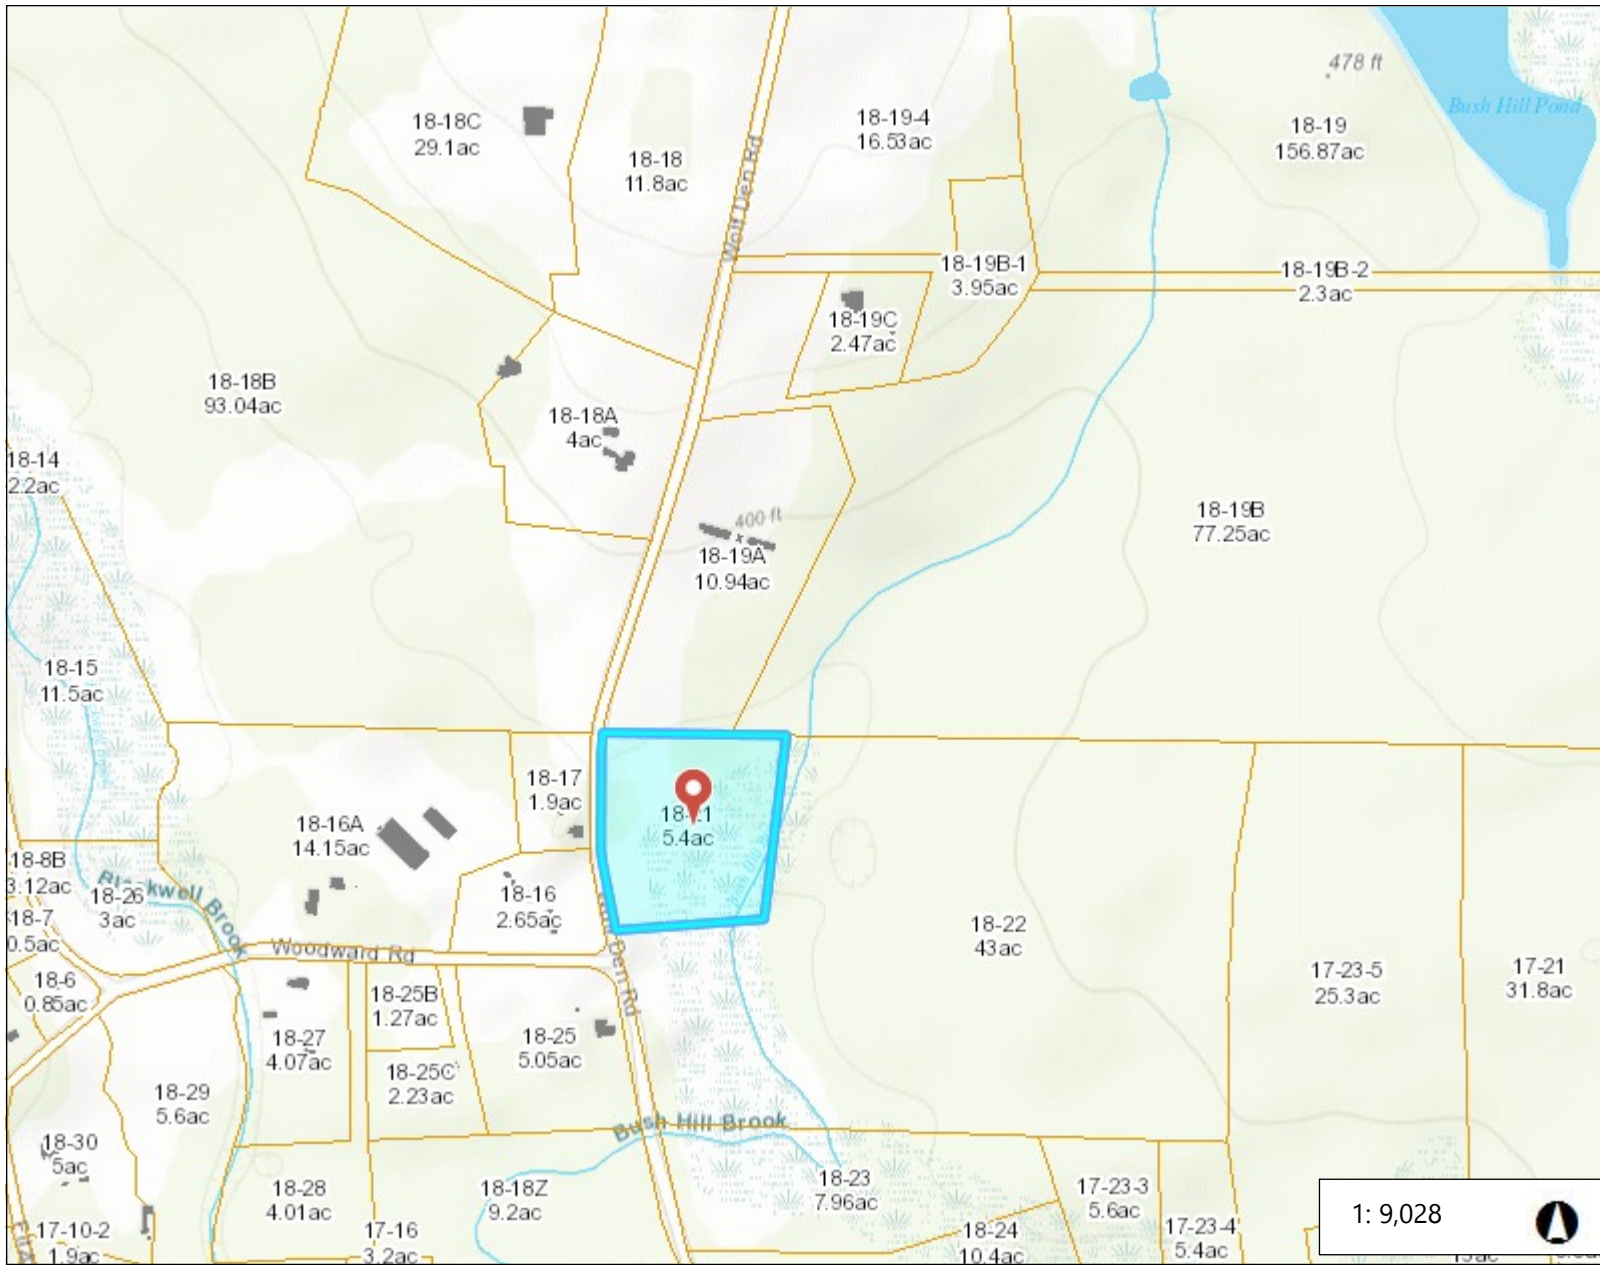 478 ft
Bush Hill Pond
18-18C
29.1ac
18-19-4
16.53ac
18-19
156.87ac
18-18
11.8ac
Wolf Den Rd
18-19B-1
3.95ac
18-19B-2
2.3ac
18-19C
2.47ac
18-18B
93.04ac
18-18A
4ac
18-14
2.2ac
400 ft
18-19B
77.25ac
18-19A
10.94ac
18-15
11.5ac
18-17
1.9ac
18-21
5.4ac
18-16A
14.15ac
18-8B
3.12ac
Blackwell Brook
18-26
3ac
18-16
2.65ac
18-7
0.5ac
18-22
43ac
Woodward Rd
Den Rd
18-6
0.85ac
18-25B
1.27ac
17-23-5
25.3ac
17-21
31.8ac
18-27
4.07ac
18-25
5.05ac
18-25C
2.23ac
18-29
5.6ac
Bush Hill Brook
18-30
5ac
18-28
4.01ac
18-18Z
9.2ac
18-23
7.96ac
17-23-3
5.6ac
17-10-2
1.9ac
17-16
3.2ac
18-24
10.4ac
17-23-4
5.4ac
1: 9,028